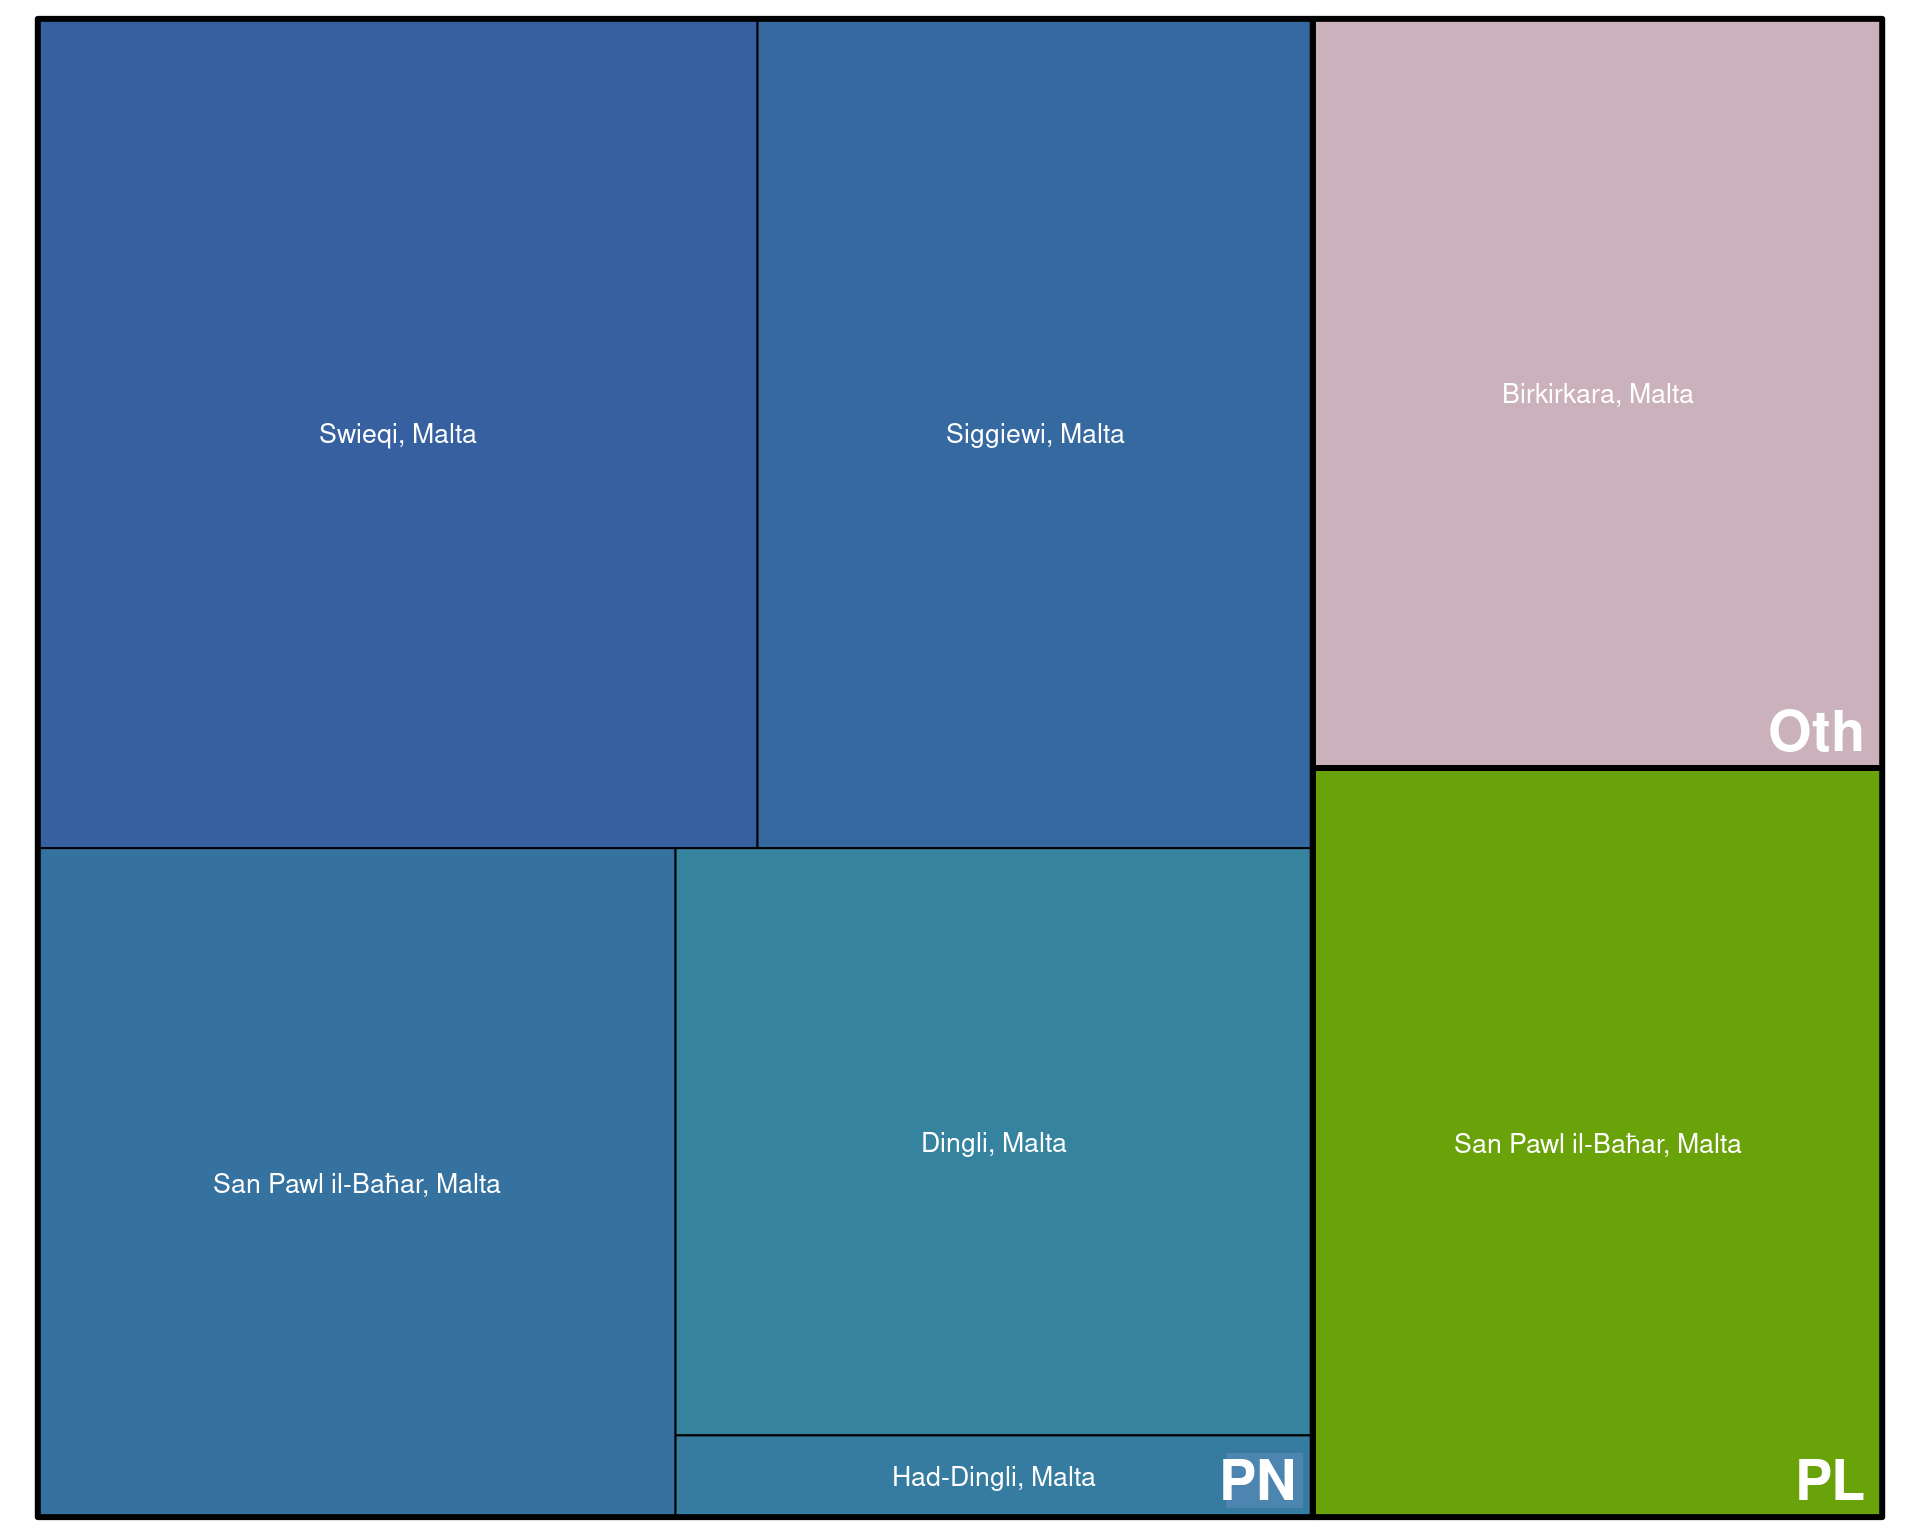 Swieqi, Malta
Siggiewi, Malta
Birkirkara, Malta
Oth
San Pawl il-Baħar, Malta
Dingli, Malta
San Pawl il-Baħar, Malta
Had-Dingli, Malta
PN
PL